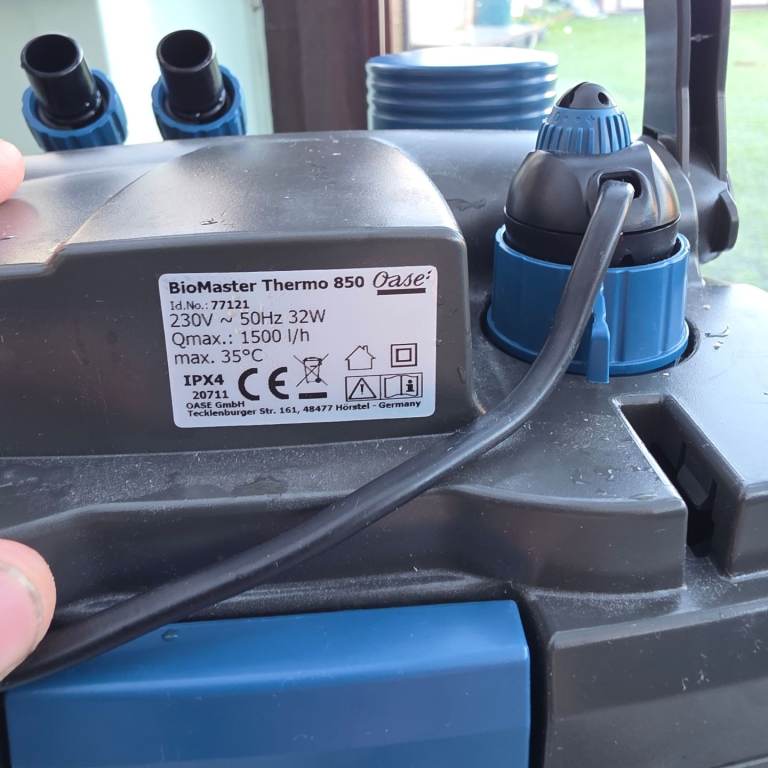 BioMaster Thermo 850 Oase
Id.No.: 77121
230V ~ 50Hz 32W
Qmax.: 1500 l/h
max. 35°C
IPX4 CE
20711
OASE GmbH
Tecklenburger Str. 161, 48477 Hörstel - Germany